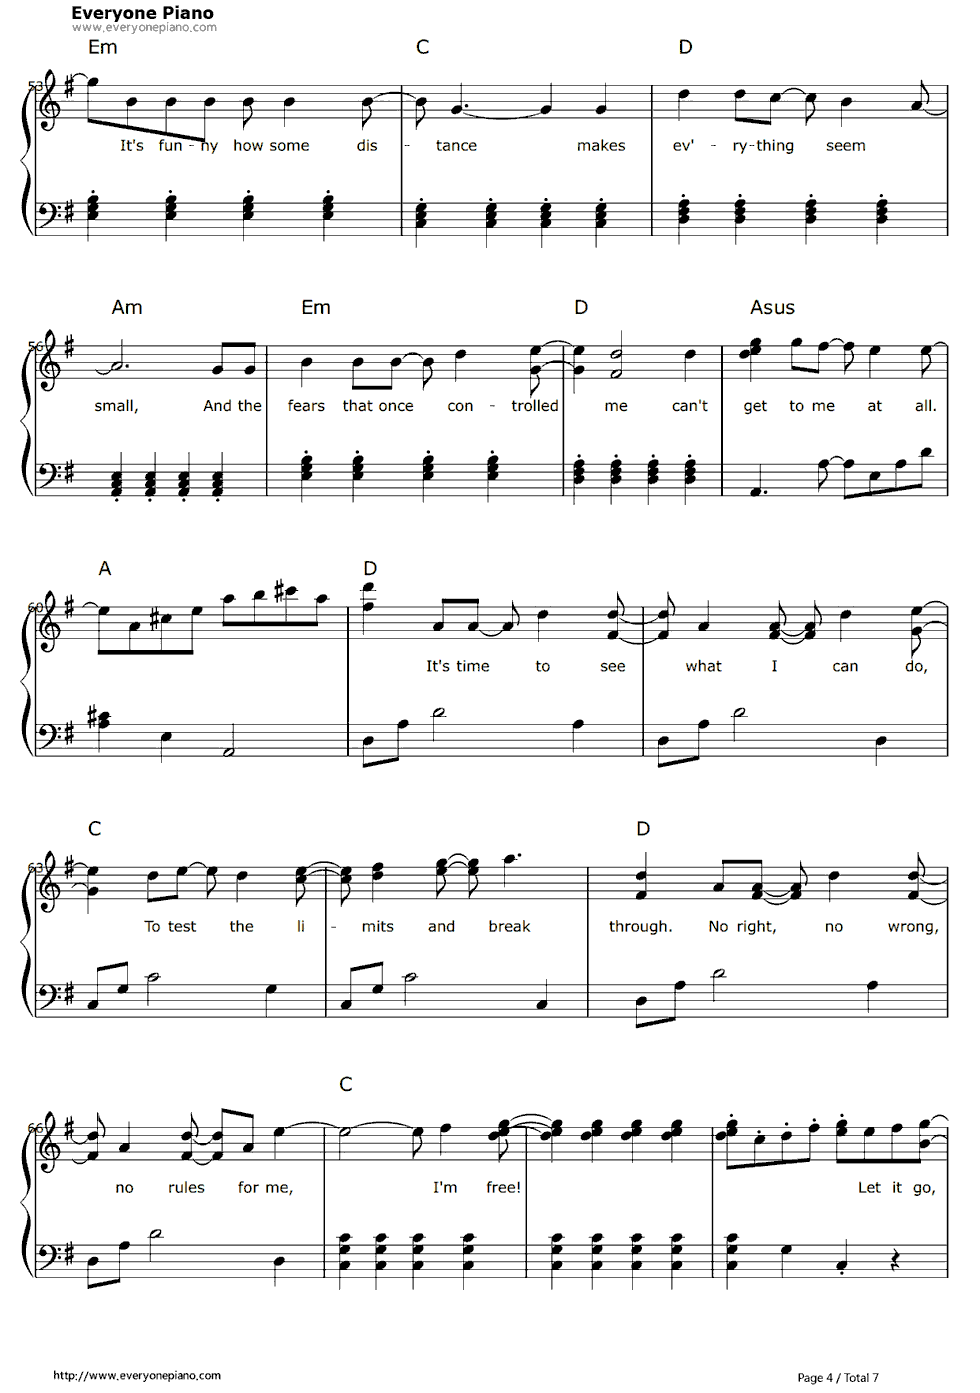 Everyone Piano
www.everyonepiano.com
Em C D
53
It's fun - ny how some dis - tance makes ev' - ry-thing seem
Am Em D Asus
56
small, And the fears that once con - trolled me can't get to me at all.
A D
60
It's time to see what I can do,
C D
63
To test the li - mits and break through. No right, no wrong,
C
66
no rules for me, I'm free! Let it go,
http://www.everyonepiano.com
Page 4 / Total 7